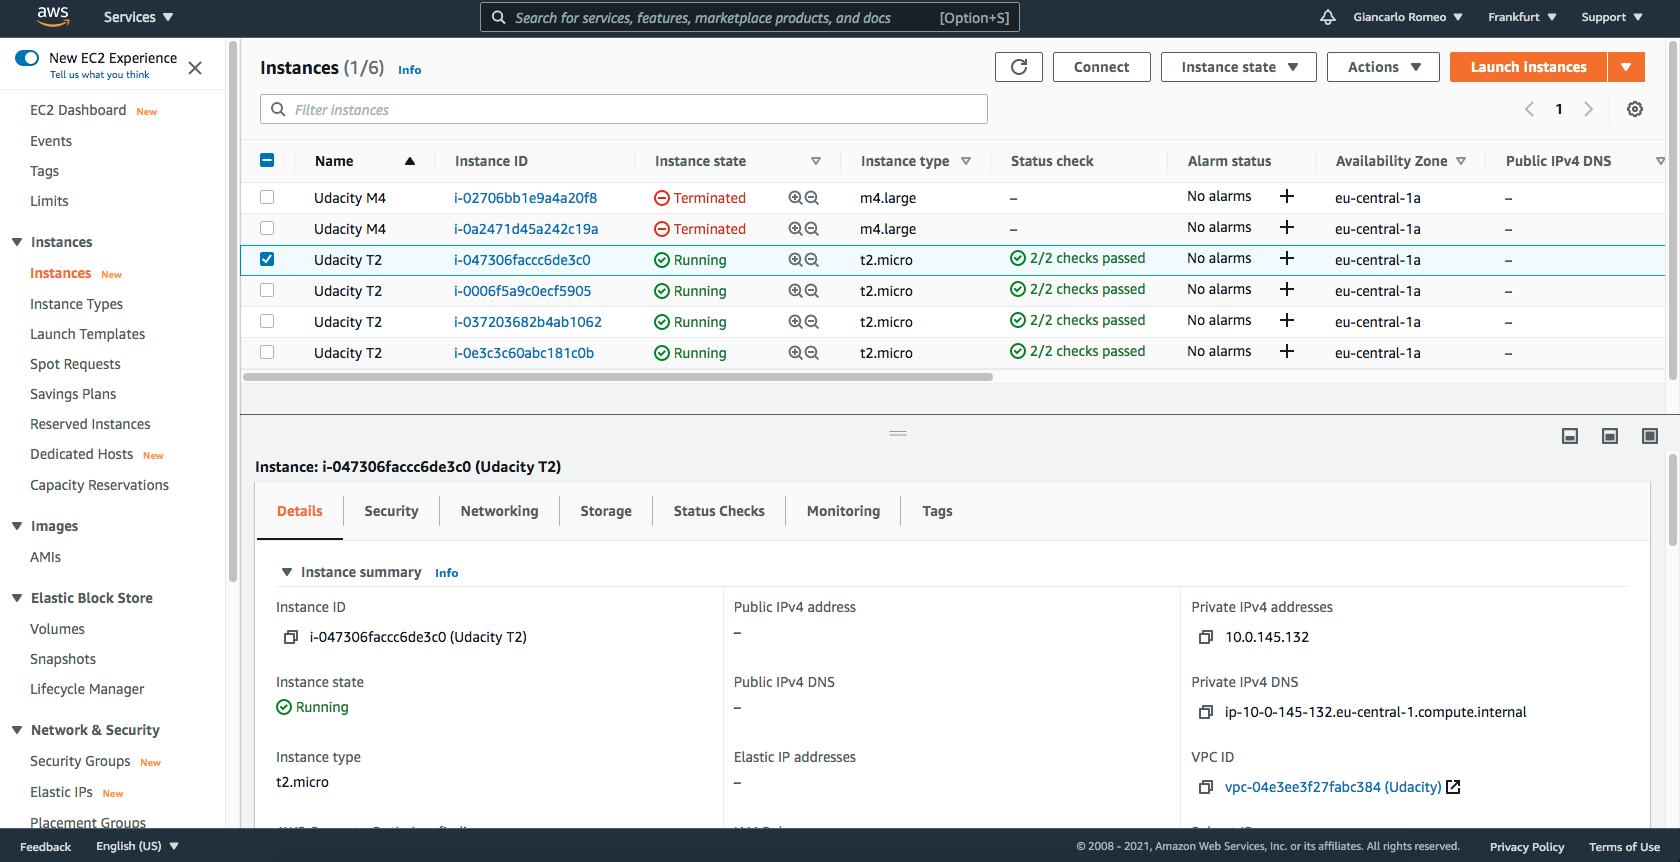 aws
Services
Search for services, features, marketplace products, and docs [Option+S]
Giancarlo Romeo
Frankfurt
Support
New EC2 Experience
Tell us what you think
EC2 Dashboard New
Events
Tags
Limits
Instances
Instances New
Instance Types
Launch Templates
Spot Requests
Savings Plans
Reserved Instances
Dedicated Hosts New
Capacity Reservations
Images
AMIs
Elastic Block Store
Volumes
Snapshots
Lifecycle Manager
Network & Security
Security Groups New
Elastic IPs New
Placement Groups
Instances (1/6) Info
Connect
Instance state
Actions
Launch instances
Filter instances
1
Name Instance ID Instance state Instance type Status check Alarm status Availability Zone Public IPv4 DNS
Udacity M4 i-02706bb1e9a4a20f8 Terminated m4.large – No alarms + eu-central-1a –
Udacity M4 i-0a2471d45a242c19a Terminated m4.large – No alarms + eu-central-1a –
Udacity T2 i-047306faccc6de3c0 Running t2.micro 2/2 checks passed No alarms + eu-central-1a –
Udacity T2 i-0006f5a9c0ecf5905 Running t2.micro 2/2 checks passed No alarms + eu-central-1a –
Udacity T2 i-037203682b4ab1062 Running t2.micro 2/2 checks passed No alarms + eu-central-1a –
Udacity T2 i-0e3c3c60abc181c0b Running t2.micro 2/2 checks passed No alarms + eu-central-1a –
Instance: i-047306faccc6de3c0 (Udacity T2)
Details Security Networking Storage Status Checks Monitoring Tags
Instance summary Info
Instance ID
i-047306faccc6de3c0 (Udacity T2)
Public IPv4 address
–
Private IPv4 addresses
10.0.145.132
Instance state
Running
Public IPv4 DNS
–
Private IPv4 DNS
ip-10-0-145-132.eu-central-1.compute.internal
Instance type
t2.micro
Elastic IP addresses
–
VPC ID
vpc-04e3ee3f27fabc384 (Udacity)
Feedback
English (US)
© 2008 - 2021, Amazon Web Services, Inc. or its affiliates. All rights reserved.
Privacy Policy
Terms of Use